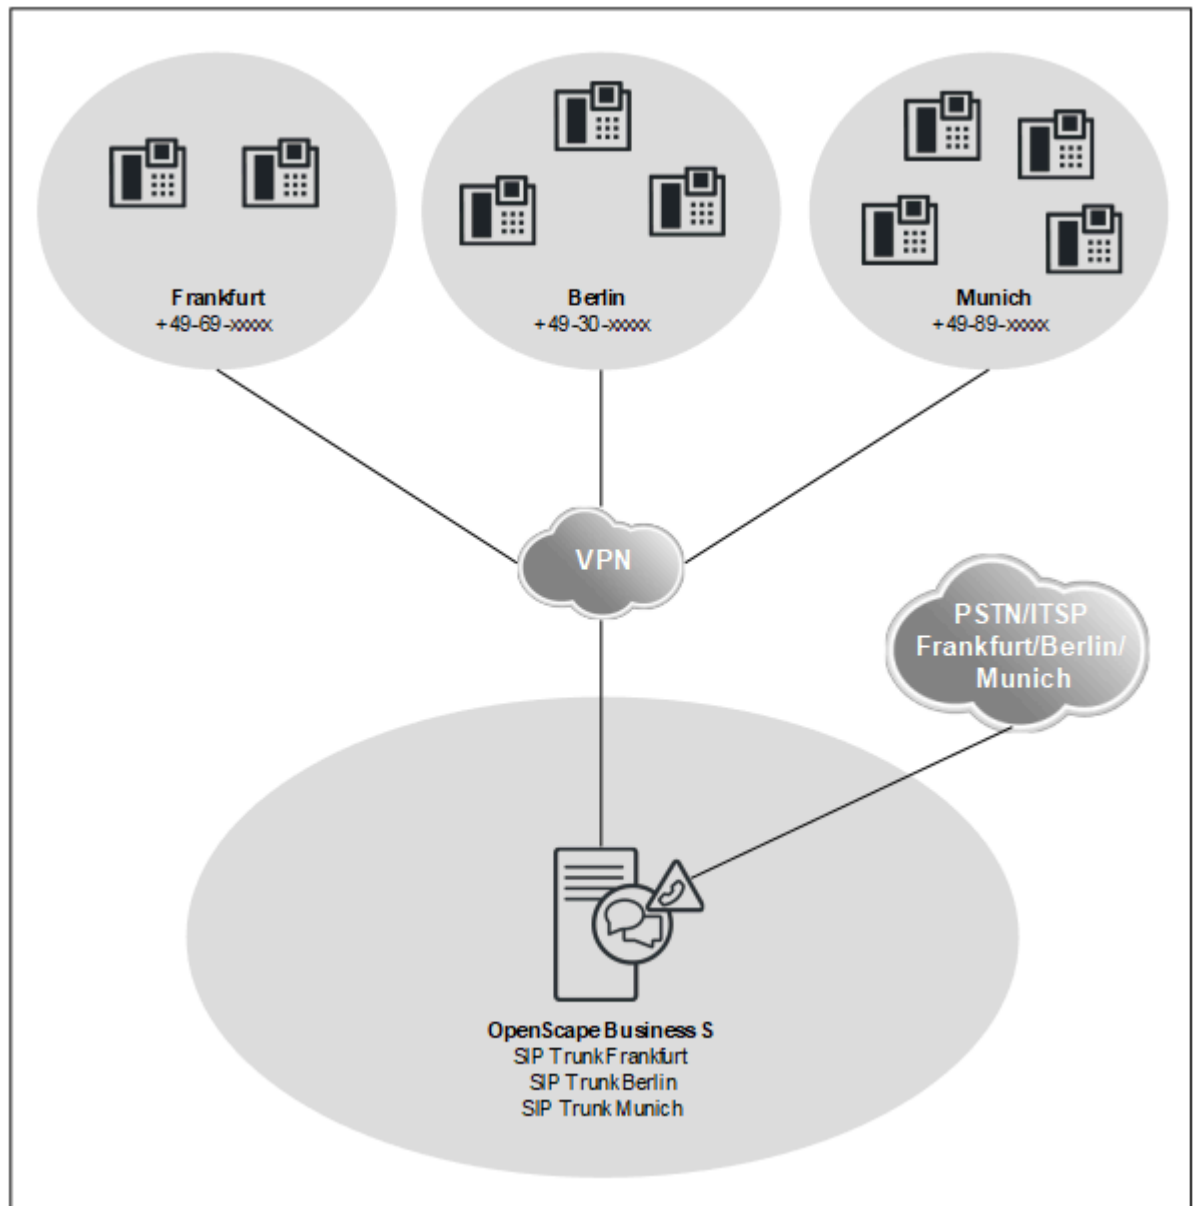 Frankfurt
+49-69-xxxxx
Berlin
+49-30-xxxxx
Munich
+49-89-xxxxx
VPN
PSTN/ITSP
Frankfurt/Berlin/
Munich
OpenScape Business S
SIP Trunk Frankfurt
SIP Trunk Berlin
SIP Trunk Munich